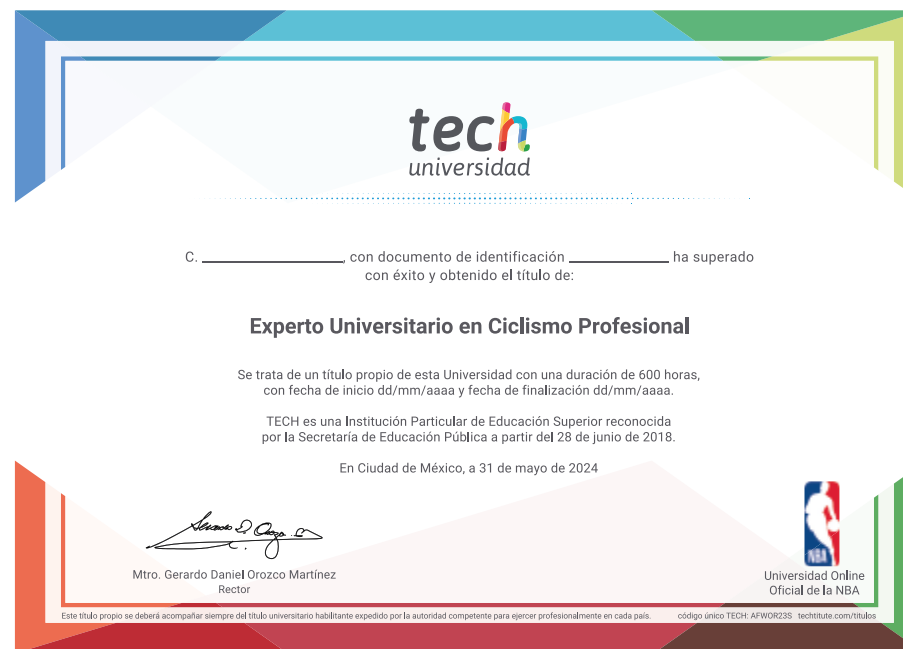 tech
universidad
C. ____________, con documento de identificación ____________ ha superado
con éxito y obtenido el título de:
Experto Universitario en Ciclismo Profesional
Se trata de un título propio de esta Universidad con una duración de 600 horas,
con fecha de inicio dd/mm/aaaa y fecha de finalización dd/mm/aaaa.
TECH es una Institución Particular de Educación Superior reconocida
por la Secretaría de Educación Pública a partir del 28 de junio de 2018.
En Ciudad de México, a 31 de mayo de 2024
Mtro. Gerardo Daniel Orozco Martínez
Rector
NBA
Universidad Online
Oficial de la NBA
Este título propio se deberá acompañar siempre del título universitario habilitante expedido por la autoridad competente para ejercer profesionalmente en cada país. código único TECH: AFWOR23S techtitute.com/titulos